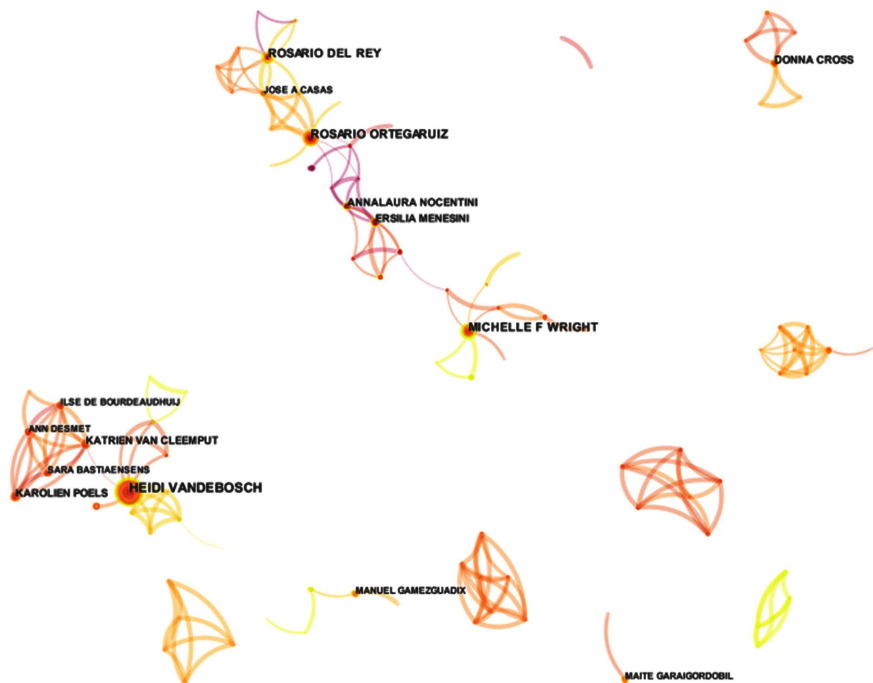 ROSARIO DEL REY
DONNA CROSS
JOSE A CASAS
ROSARIO ORTEGARUIZ
ANNALAURA NOCENTINI
ERSILIA MENESINI
MICHELLE F WRIGHT
ILSE DE BOURDEAUDHUIJ
ANN DESMET
KATRIEN VAN CLEEMPUT
SARA BASTIAENSENS
KAROLIEN POELS
HEIDI VANDEBOSCH
MANUEL GAMEZGUADIX
MAITE GARAIGORDOBIL